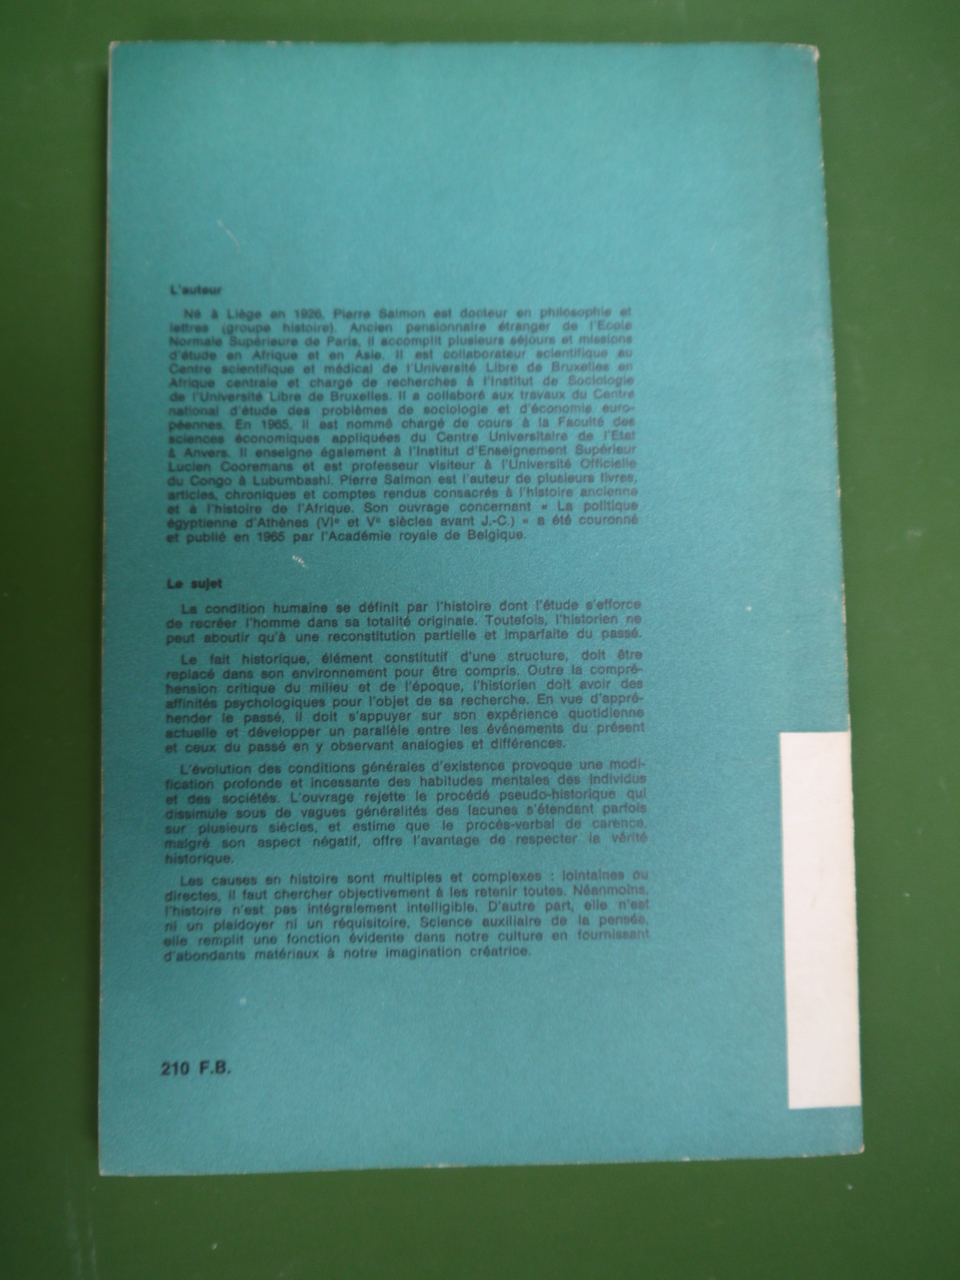 L'auteur
Né à Liège en 1926, Pierre Salmon est docteur en philosophie et
lettres (groupe histoire). Ancien pensionnaire étranger de l'Ecole
Normale Supérieure de Paris, il accomplit plusieurs séjours et missions
d'étude en Afrique et en Asie. Il est collaborateur scientifique au
Centre scientifique et médical de l'Université Libre de Bruxelles en
Afrique centrale et chargé de recherches à l'Institut de Sociologie
de l'Université Libre de Bruxelles. Il a collaboré aux travaux du Centre
national d'étude des problèmes de sociologie et d'économie euro-
péennes. En 1965, il est nommé chargé de cours à la Faculté des
sciences économiques appliquées du Centre Universitaire de l'Etat
à Anvers. Il enseigne également à l'Institut d'Enseignement Supérieur
Lucien Cooremans et est professeur visiteur à l'Université Officielle
du Congo à Lubumbashi. Pierre Salmon est l'auteur de plusieurs livres,
articles, chroniques et comptes rendus consacrés à l'histoire ancienne
et à l'histoire de l'Afrique. Son ouvrage concernant « La politique
égyptienne d'Athènes (VIe et Ve siècles avant J.-C.) » a été couronné
et publié en 1965 par l'Académie royale de Belgique.
Le sujet
La condition humaine se définit par l'histoire dont l'étude s'efforce
de recréer l'homme dans sa totalité originale. Toutefois, l'historien ne
peut aboutir qu'à une reconstitution partielle et imparfaite du passé.
Le fait historique, élément constitutif d'une structure, doit être
replacé dans son environnement pour être compris. Outre la compré-
hension critique du milieu et de l'époque, l'historien doit avoir des
affinités psychologiques pour l'objet de sa recherche. En vue d'appré-
hender le passé, il doit s'appuyer sur son expérience quotidienne
actuelle et développer un parallèle entre les événements du présent
et ceux du passé en y observant analogies et différences.
L'évolution des conditions générales d'existence provoque une modi-
fication profonde et incessante des habitudes mentales des individus
et des sociétés. L'ouvrage rejette le procédé pseudo-historique qui
dissimule sous de vagues généralités des lacunes s'étendant parfois
sur plusieurs siècles, et estime que le procès-verbal de carence,
malgré son aspect négatif, offre l'avantage de respecter la vérité
historique.
Les causes en histoire sont multiples et complexes : lointaines ou
directes, il faut chercher objectivement à les retenir toutes. Néanmoins,
l'histoire n'est pas intégralement intelligible. D'autre part, elle n'est
ni un plaidoyer ni un réquisitoire. Science auxiliaire de la pensée,
elle remplit une fonction évidente dans notre culture en fournissant
d'abondants matériaux à notre imagination créatrice.
210 F.B.